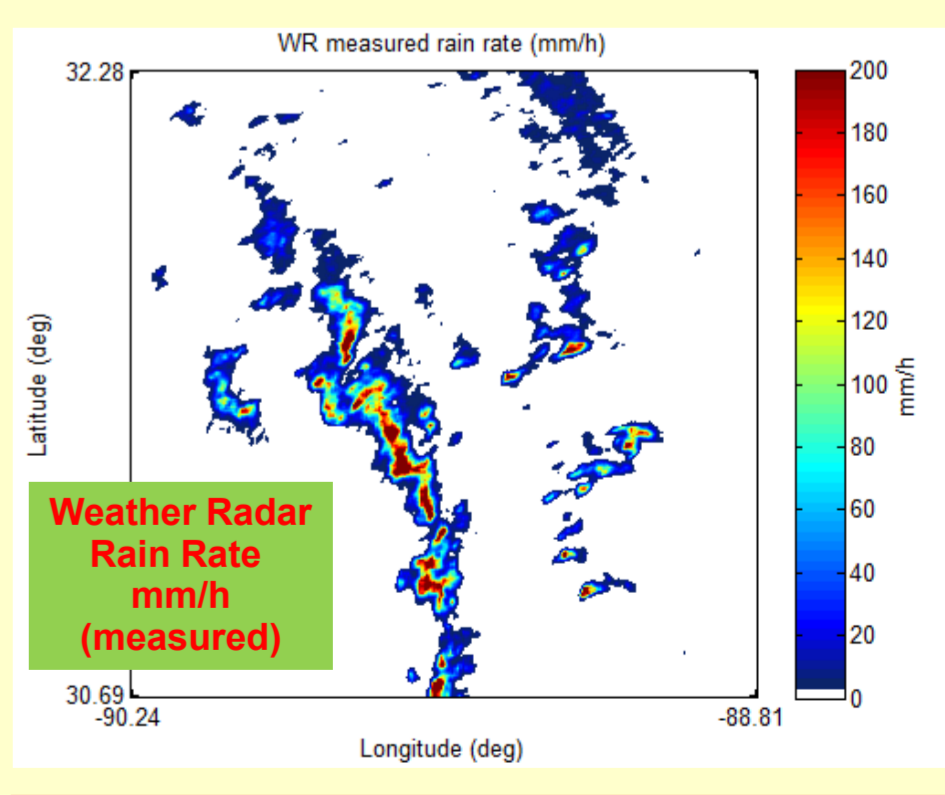 WR measured rain rate (mm/h)
32.28
Latitude (deg)
30.69
-90.24
-88.81
Longitude (deg)
200
180
160
140
120
100
80
60
40
20
0
mm/h
Weather Radar
Rain Rate
mm/h
(measured)